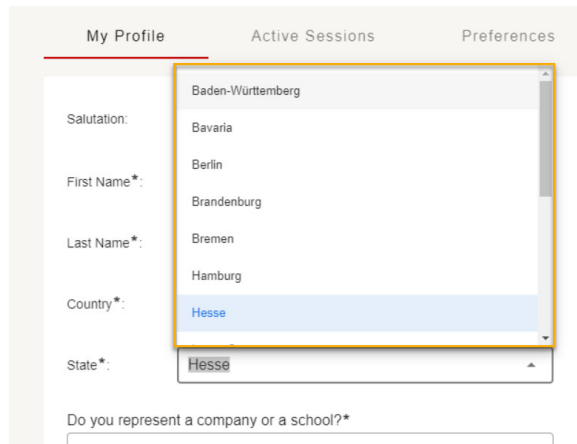 My Profile Active Sessions Preferences
Baden-Württemberg
Salutation:
Bavaria
Berlin
First Name*:
Brandenburg
Last Name*:
Bremen
Hamburg
Country*:
Hesse
State*: Hesse
Do you represent a company or a school?*